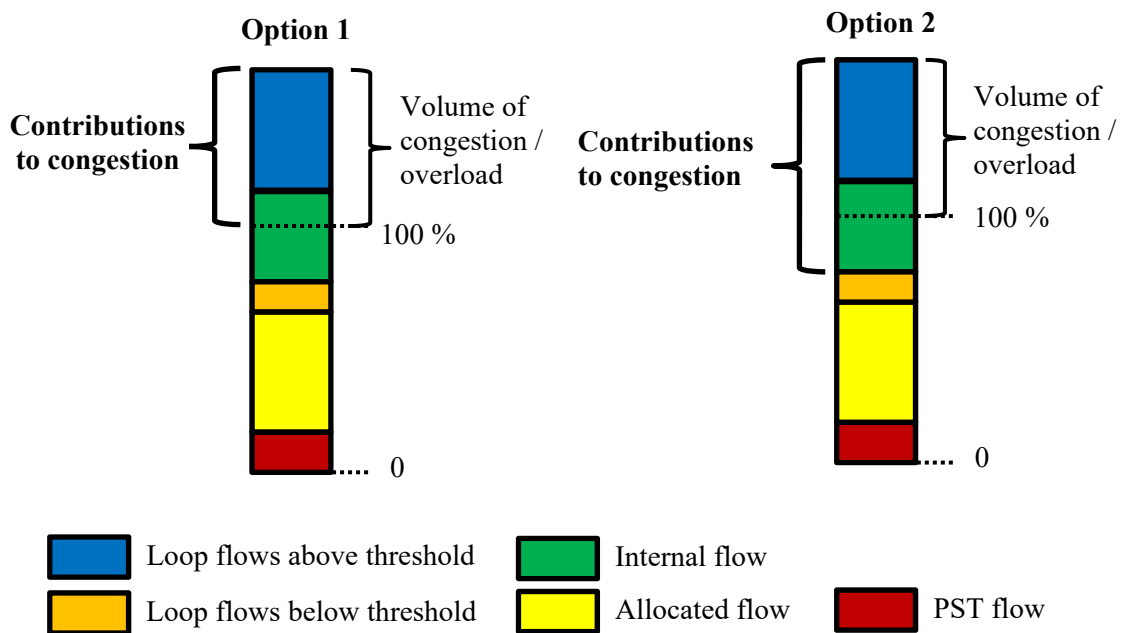 Option 1
Contributions
to congestion
Volume of
congestion /
overload
100 %
0
Option 2
Contributions
to congestion
Volume of
congestion /
overload
100 %
0
Loop flows above threshold
Internal flow
Loop flows below threshold
Allocated flow
PST flow